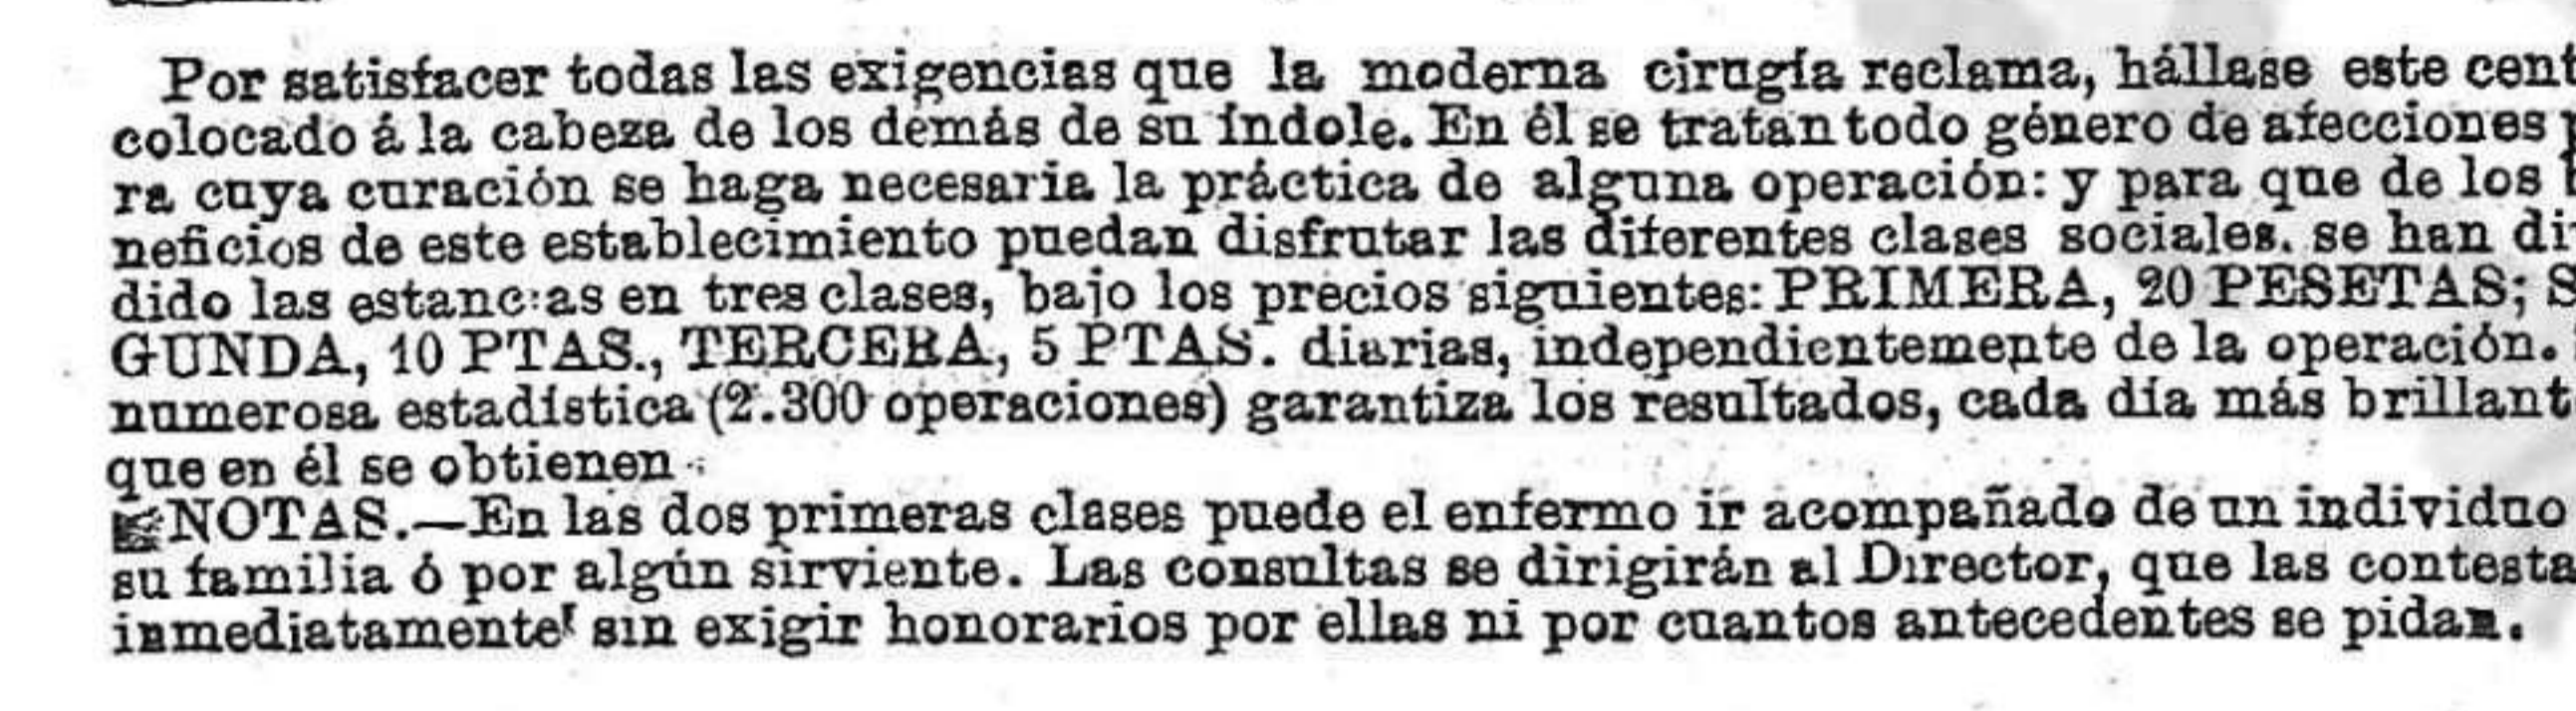 Por satisfacer todas las exigencias que la moderna cirugía reclama, hállase este cent
colocado á la cabeza de los demás de su índole. En él se tratan todo género de afecciones
ra cuya curación se haga necesaria la práctica de alguna operación: y para que de los
neficios de este establecimiento puedan disfrutar las diferentes clases sociales. se han di
dido las estancias en tres clases, bajo los precios siguientes: PRIMERA, 20 PESETAS; S
GUNDA, 10 PTAS., TERCERA, 5 PTAS. diarias, independientemente de la operación.
numerosa estadística (2.300 operaciones) garantiza los resultados, cada día más brillant
que en él se obtienen
NOTAS.—En las dos primeras clases puede el enfermo ir acompañado de un individuo
su familia ó por algún sirviente. Las consultas se dirigirán al Director, que las contesta
inmediatamente sin exigir honorarios por ellas ni por cuantos antecedentes se pidan.